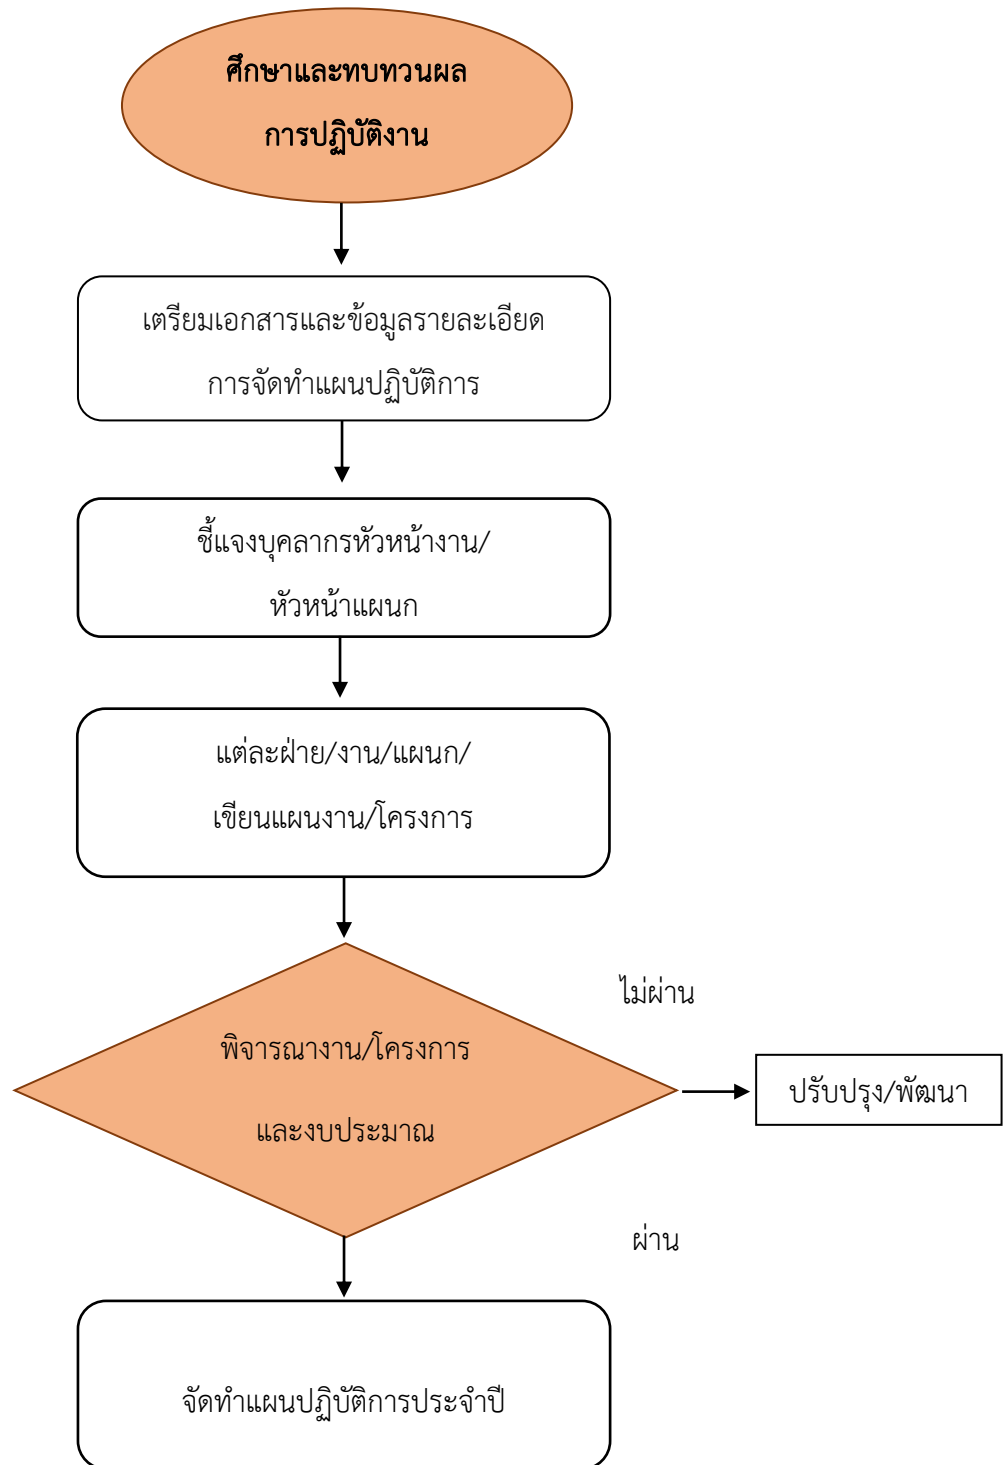 ศึกษาและทบทวนผล
การปฏิบัติงาน
เตรียมเอกสารและข้อมูลรายละเอียด
การจัดทำแผนปฏิบัติการ
ชี้แจงบุคลากรหัวหน้างาน/
หัวหน้าแผนก
แต่ละฝ่าย/งาน/แผนก/
เขียนแผนงาน/โครงการ
ไม่ผ่าน
พิจารณางาน/โครงการ
และงบประมาณ
ปรับปรุง/พัฒนา
ผ่าน
จัดทำแผนปฏิบัติการประจำปี